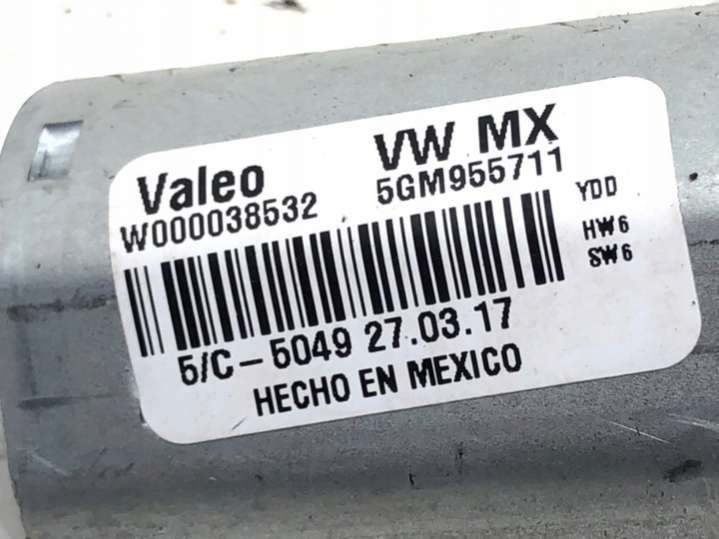 Valeo VW MX
W000038532 5GM955711 YDD
HW6
SW6
5/C-5049 27.03.17
HECHO EN MEXICO